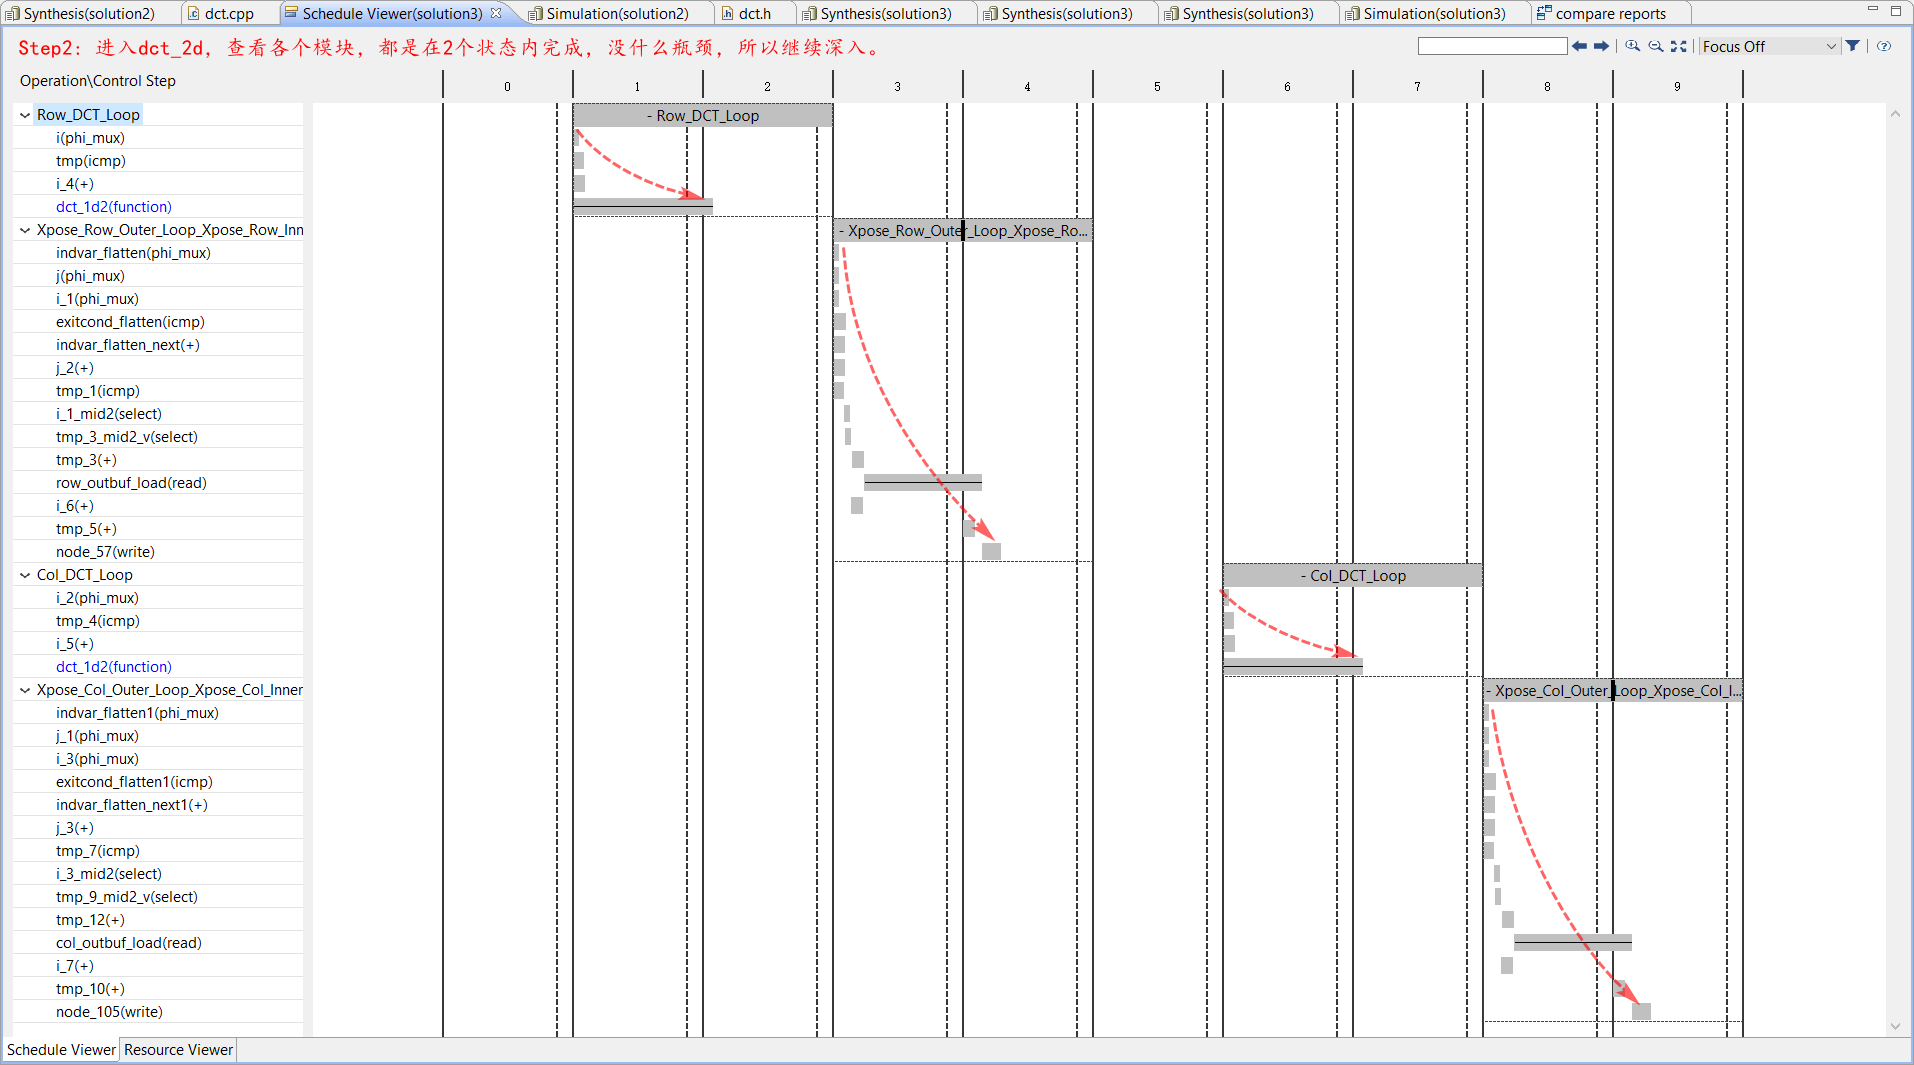 Synthesis(solution2) dct.cpp Schedule Viewer(solution3) Simulation(solution2) dct.h Synthesis(solution3) Synthesis(solution3) Synthesis(solution3) Simulation(solution3) compare reports
Step2: 进入dct_2d, 查看各个模块, 都是在2个状态内完成, 没什么瓶颈, 所以继续深入。
Focus Off
Operation\Control Step
0 1 2 3 4 5 6 7 8 9
Row_DCT_Loop - Row_DCT_Loop
i(phi_mux)
tmp(icmp)
i_4(+)
dct_1d2(function)
Xpose_Row_Outer_Loop_Xpose_Row_Inn - Xpose_Row_Outer_Loop_Xpose_Ro...
indvar_flatten(phi_mux)
j(phi_mux)
i_1(phi_mux)
exitcond_flatten(icmp)
indvar_flatten_next(+)
j_2(+)
tmp_1(icmp)
i_1_mid2(select)
tmp_3_mid2_v(select)
tmp_3(+)
row_outbuf_load(read)
i_6(+)
tmp_5(+)
node_57(write)
Col_DCT_Loop - Col_DCT_Loop
i_2(phi_mux)
tmp_4(icmp)
i_5(+)
dct_1d2(function)
Xpose_Col_Outer_Loop_Xpose_Col_Inner - Xpose_Col_Outer_Loop_Xpose_Col_I...
indvar_flatten1(phi_mux)
j_1(phi_mux)
i_3(phi_mux)
exitcond_flatten1(icmp)
indvar_flatten_next1(+)
j_3(+)
tmp_7(icmp)
i_3_mid2(select)
tmp_9_mid2_v(select)
tmp_12(+)
col_outbuf_load(read)
i_7(+)
tmp_10(+)
node_105(write)
Schedule Viewer Resource Viewer